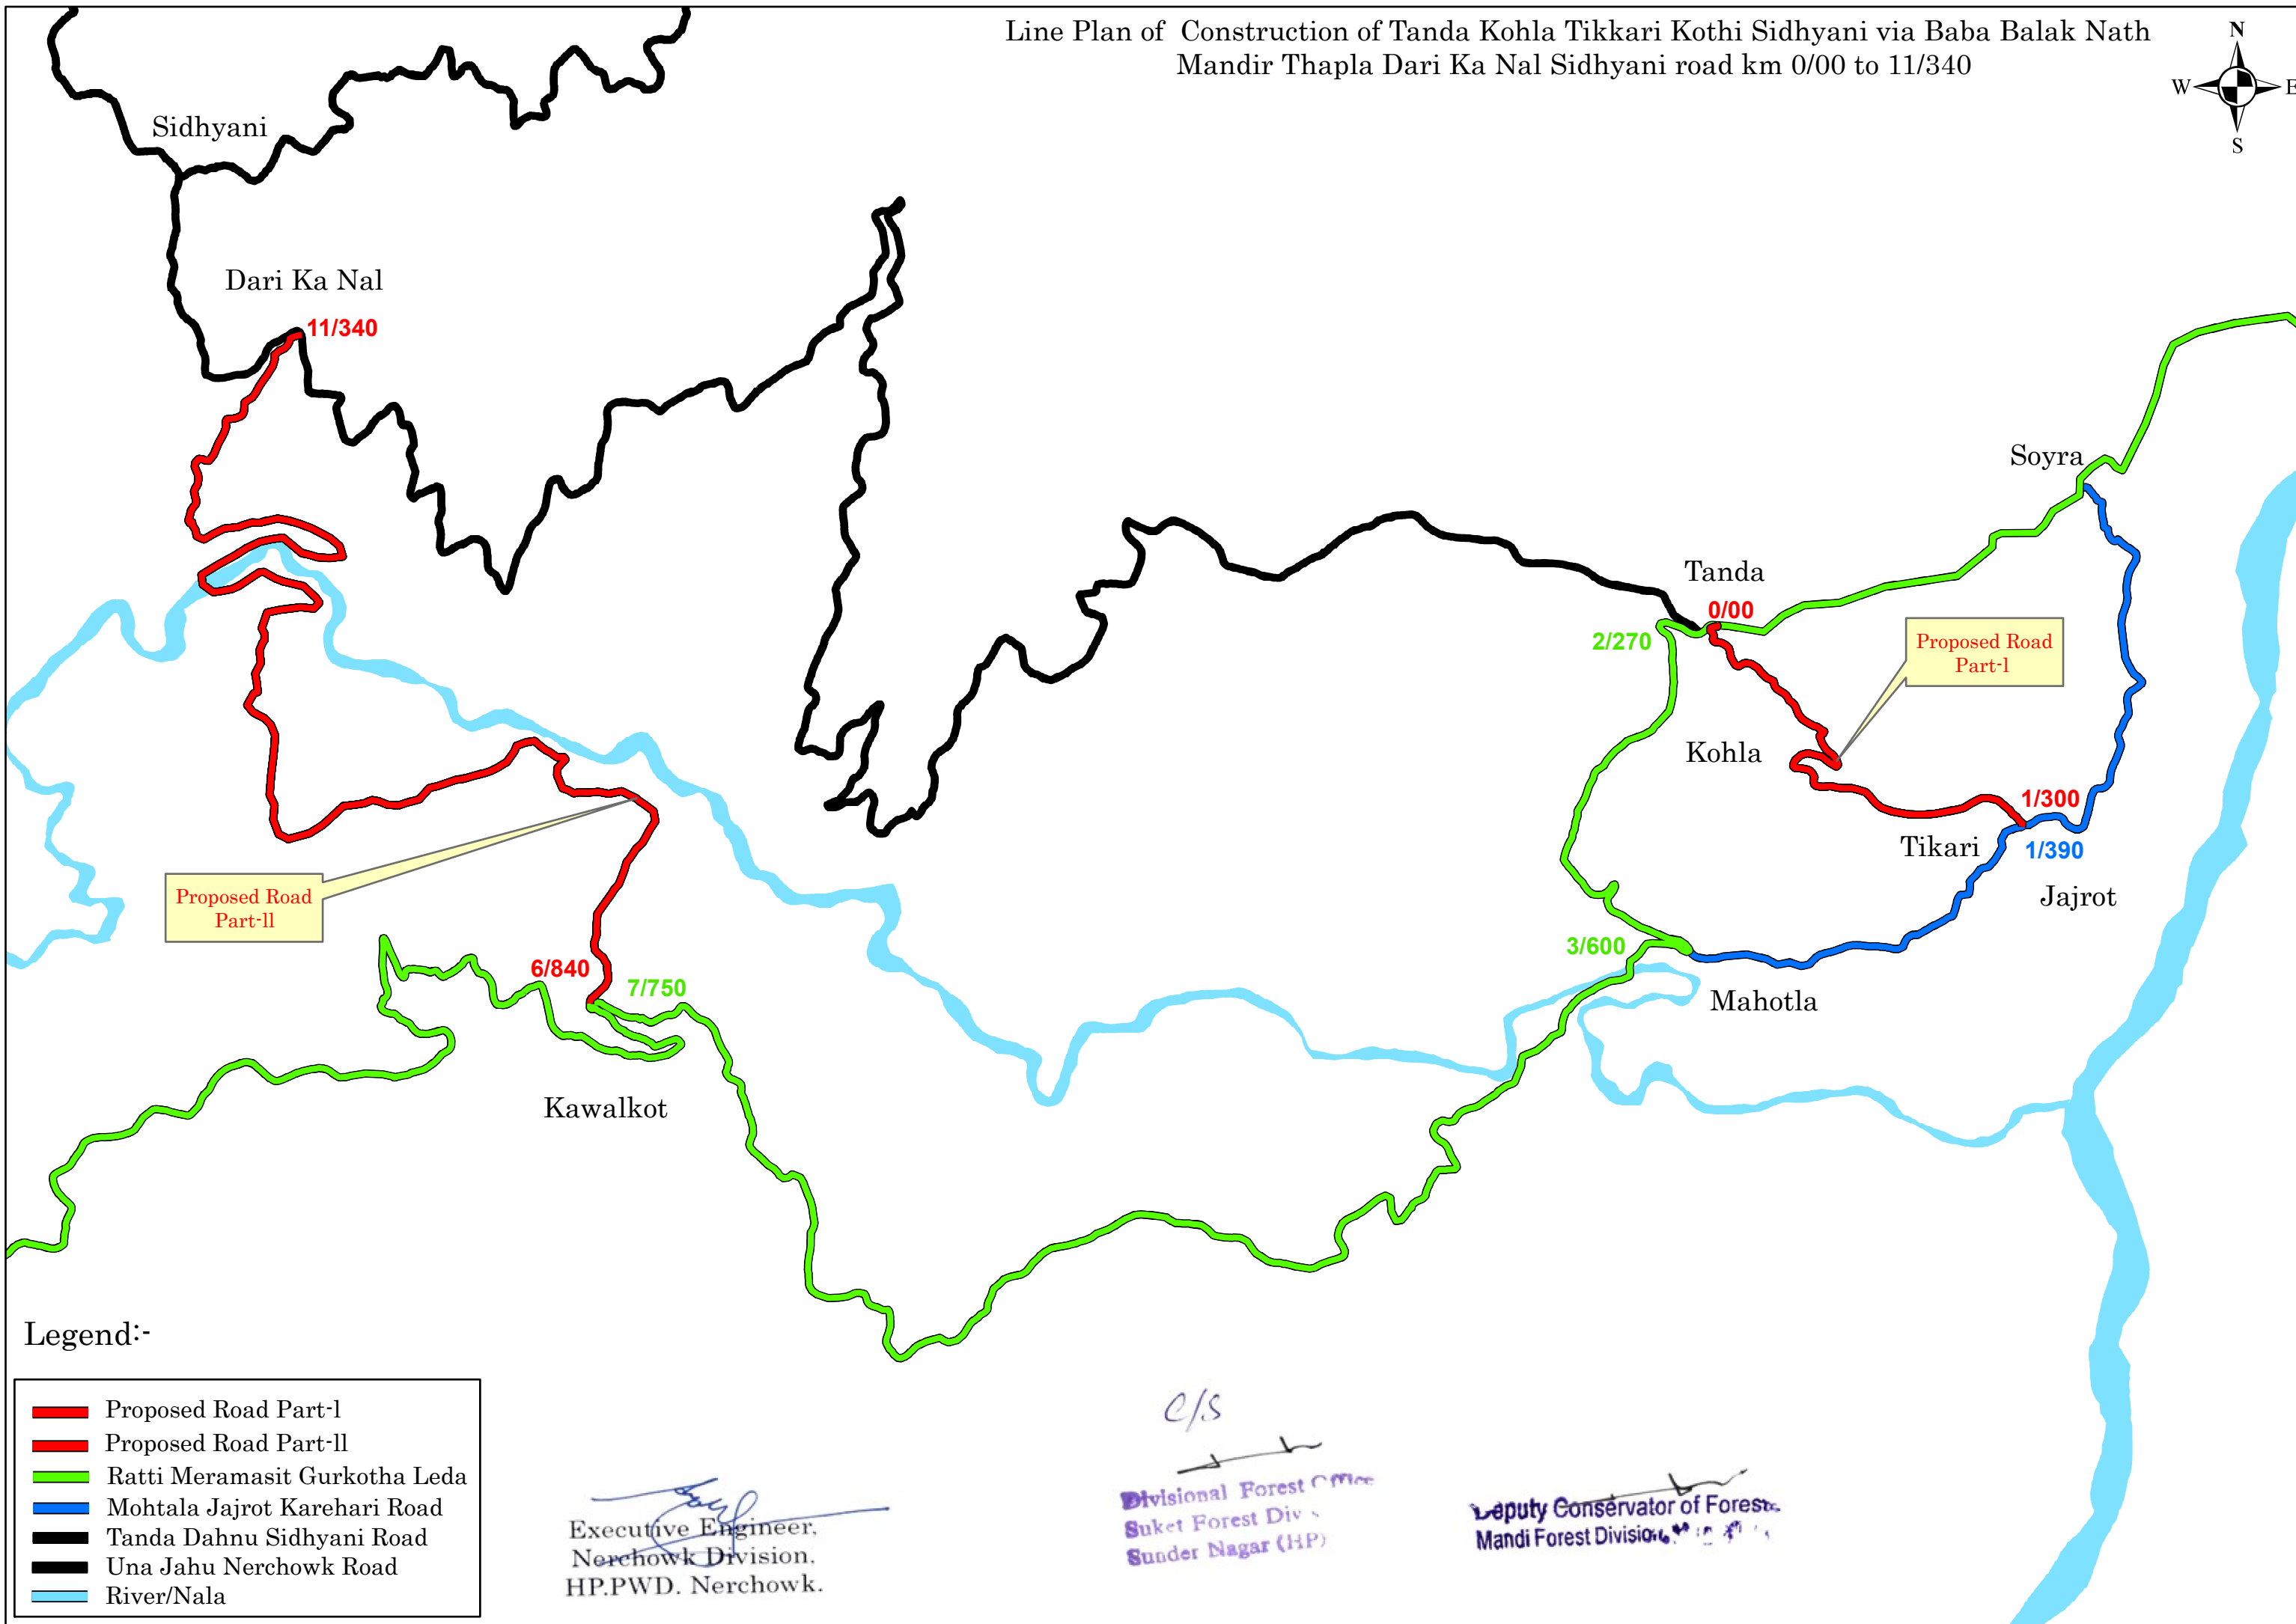 Line Plan of Construction of Tanda Kohla Tikkari Kothi Sidhyani via Baba Balak Nath
Mandir Thapla Dari Ka Nal Sidhyani road km 0/00 to 11/340
N
W
E
S
Sidhyani
Dari Ka Nal
11/340
Soyra
Tanda
0/00
2/270
Proposed Road
Part-l
Kohla
1/300
Tikari
1/390
Jajrot
Proposed Road
Part-ll
3/600
6/840
7/750
Mahotla
Kawalkot
Legend:-
Proposed Road Part-l
Proposed Road Part-ll
Ratti Meramasit Gurkotha Leda
Mohtala Jajrot Karehari Road
Tanda Dahnu Sidhyani Road
Una Jahu Nerchowk Road
River/Nala
Executive Engineer,
Nerchowk Division,
HP.PWD. Nerchowk.
C/S
Divisional Forest Office
Suket Forest Div
Sunder Nagar (HP)
Deputy Conservator of Forests
Mandi Forest Division